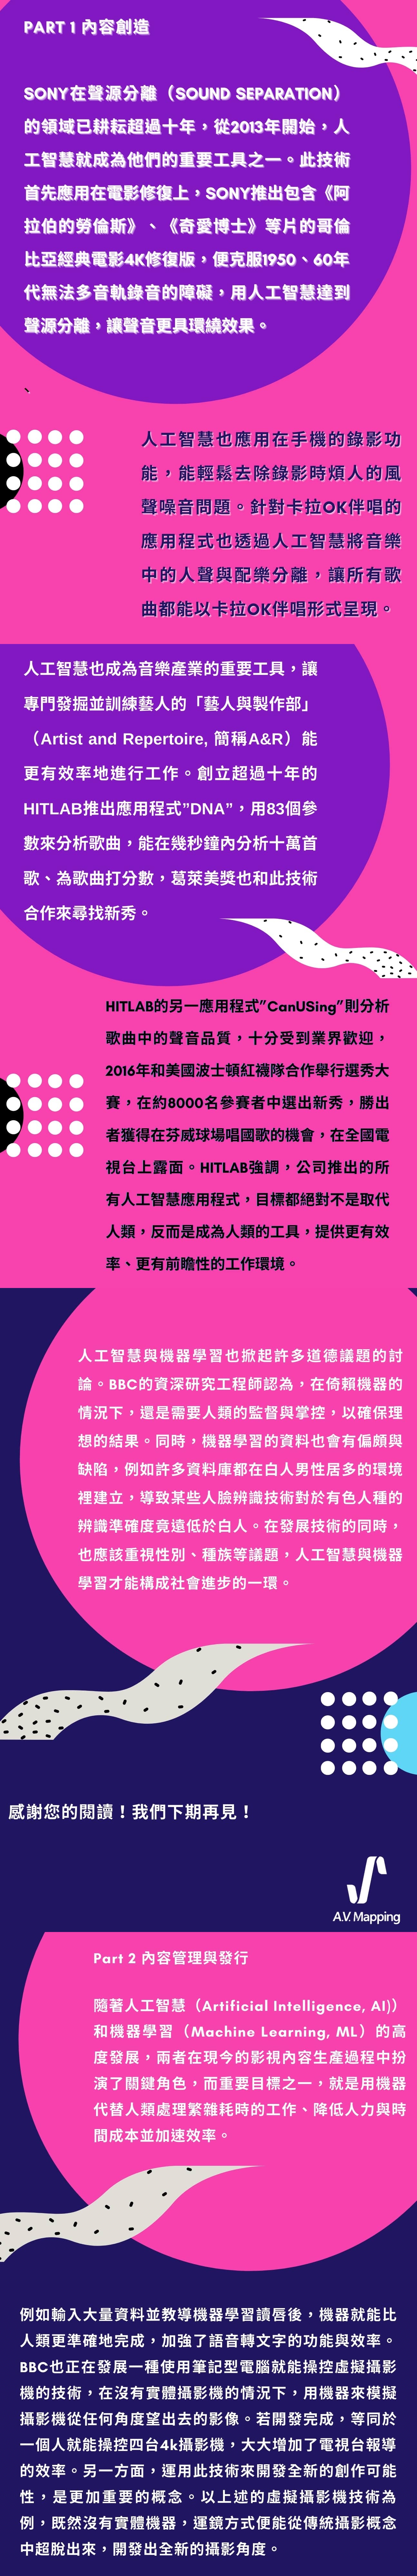 PART 1 內容創造
SONY在聲源分離（SOUND SEPARATION）
的領域已耕耘超過十年，從2013年開始，人
工智慧就成為他們的重要工具之一。此技術
首先應用在電影修復上，SONY推出包含《阿
拉伯的勞倫斯》、《奇愛博士》等片的哥倫
比亞經典電影4K修復版，便克服1950、60年
代無法多音軌錄音的障礙，用人工智慧達到
聲源分離，讓聲音更具環繞效果。
人工智慧也應用在手機的錄影功
能，能輕鬆去除錄影時煩人的風
聲噪音問題。針對卡拉OK伴唱的
應用程式也透過人工智慧將音樂
中的人聲與配樂分離，讓所有歌
曲都能以卡拉OK伴唱形式呈現。
人工智慧也成為音樂產業的重要工具，讓
專門發掘並訓練藝人的「藝人與製作部」
（Artist and Repertoire, 簡稱A&R）能
更有效率地進行工作。創立超過十年的
HITLAB推出應用程式”DNA”，用83個參
數來分析歌曲，能在幾秒鐘內分析十萬首
歌、為歌曲打分數，葛萊美獎也和此技術
合作來尋找新秀。
HITLAB的另一應用程式”CanUSing”則分析
歌曲中的聲音品質，十分受到業界歡迎，
2016年和美國波士頓紅襪隊合作舉行選秀大
賽，在約8000名參賽者中選出新秀，勝出
者獲得在芬威球場唱國歌的機會，在全國電
視台上露面。HITLAB強調，公司推出的所
有人工智慧應用程式，目標都絕對不是取代
人類，反而是成為人類的工具，提供更有效
率、更有前瞻性的工作環境。
人工智慧與機器學習也掀起許多道德議題的討
論。BBC的資深研究工程師認為，在倚賴機器的
情況下，還是需要人類的監督與掌控，以確保理
想的結果。同時，機器學習的資料也會有偏頗與
缺陷，例如許多資料庫都在白人男性居多的環境
裡建立，導致某些人臉辨識技術對於有色人種的
辨識準確度竟遠低於白人。在發展技術的同時，
也應該重視性別、種族等議題，人工智慧與機器
學習才能構成社會進步的一環。
感謝您的閱讀！我們下期再見！
A.V. Mapping
Part 2 內容管理與發行
隨著人工智慧（Artificial Intelligence, AI)）
和機器學習（Machine Learning, ML）的高
度發展，兩者在現今的影視內容生產過程中扮
演了關鍵角色，而重要目標之一，就是用機器
代替人類處理繁雜耗時的工作、降低人力與時
間成本並加速效率。
例如輸入大量資料並教導機器學習讀唇後，機器就能比
人類更準確地完成，加強了語音轉文字的功能與效率。
BBC也正在發展一種使用筆記型電腦就能操控虛擬攝影
機的技術，在沒有實體攝影機的情況下，用機器來模擬
攝影機從任何角度望出去的影像。若開發完成，等同於
一個人就能操控四台4k攝影機，大大增加了電視台報導
的效率。另一方面，運用此技術來開發全新的創作可能
性，是更加重要的概念。以上述的虛擬攝影機技術為
例，既然沒有實體機器，運鏡方式便能從傳統攝影概念
中超脫出來，開發出全新的攝影角度。